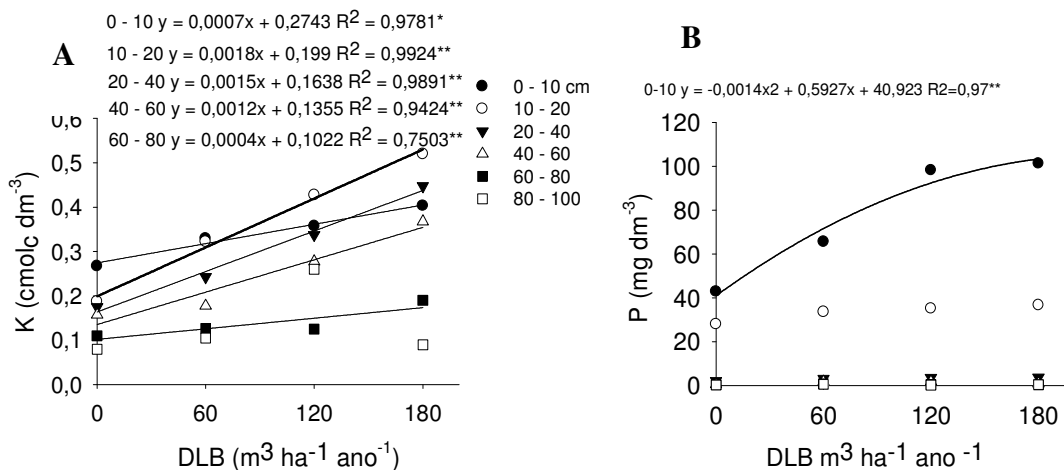 0 - 10 y = 0,0007x + 0,2743 R² = 0,9781*
A
10 - 20 y = 0,0018x + 0,199 R² = 0,9924**
20 - 40 y = 0,0015x + 0,1638 R² = 0,9891**
40 - 60 y = 0,0012x + 0,1355 R² = 0,9424**
60 - 80 y = 0,0004x + 0,1022 R² = 0,7503**
0,6
0,5
0,4
0,3
0,2
0,1
0,0
K (cmolc dm⁻³)
0 60 120 180
DLB (m³ ha⁻¹ ano⁻¹)
0 - 10 cm
10 - 20
20 - 40
40 - 60
60 - 80
80 - 100
B
0-10 y = -0,0014x2 + 0,5927x + 40,923 R2=0,97**
120
100
80
60
40
20
0
P (mg dm⁻³)
0 60 120 180
DLB m³ ha⁻¹ ano ⁻¹